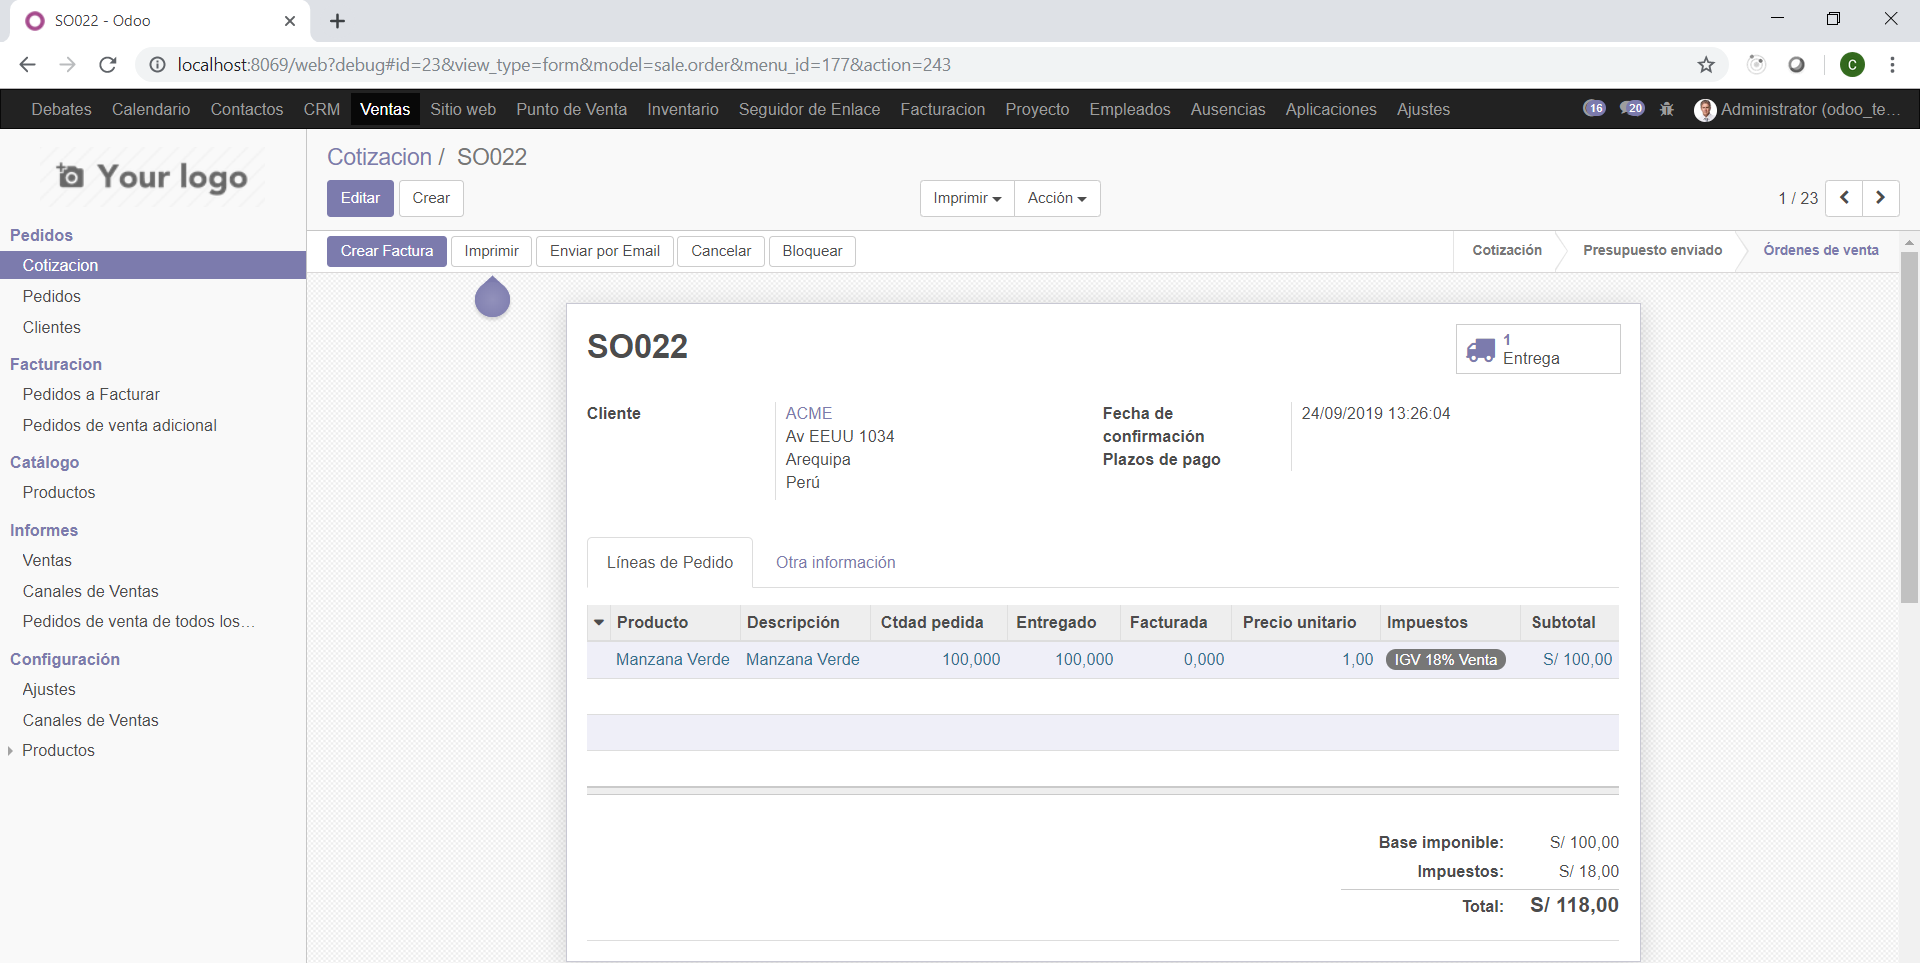 SO022 - Odoo
localhost:8069/web?debug#id=23&view_type=form&model=sale.order&menu_id=177&action=243
C
Debates Calendario Contactos CRM Ventas Sitio web Punto de Venta Inventario Seguidor de Enlace Facturacion Proyecto Empleados Ausencias Aplicaciones Ajustes 16 20 Administrator (odoo_te...
Your logo
Pedidos
Cotizacion
Pedidos
Clientes
Facturacion
Pedidos a Facturar
Pedidos de venta adicional
Catálogo
Productos
Informes
Ventas
Canales de Ventas
Pedidos de venta de todos los...
Configuración
Ajustes
Canales de Ventas
Productos
Cotizacion / SO022
Editar Crear Imprimir Acción 1 / 23
Crear Factura Imprimir Enviar por Email Cancelar Bloquear Cotización Presupuesto enviado Órdenes de venta
SO022
1
Entrega
Cliente
ACME
Av EEUU 1034
Arequipa
Perú
Fecha de
confirmación
24/09/2019 13:26:04
Plazos de pago
Líneas de Pedido Otra información
Producto Descripción Ctdad pedida Entregado Facturada Precio unitario Impuestos Subtotal
Manzana Verde Manzana Verde 100,000 100,000 0,000 1,00 IGV 18% Venta S/ 100,00
Base imponible: S/ 100,00
Impuestos: S/ 18,00
Total: S/ 118,00